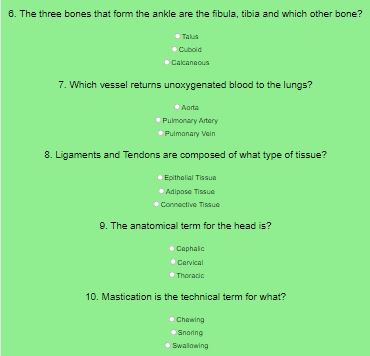 6. The three bones that form the ankle are the fibula, tibia and which other bone?
Talus
Cuboid
Calcaneous
7. Which vessel returns unoxygenated blood to the lungs?
Aorta
Pulmonary Artery
Pulmonary Vein
8. Ligaments and Tendons are composed of what type of tissue?
Epithelial Tissue
Adipose Tissue
Connective Tissue
9. The anatomical term for the head is?
Cephalic
Cervical
Thoracic
10. Mastication is the technical term for what?
Chewing
Snoring
Swallowing